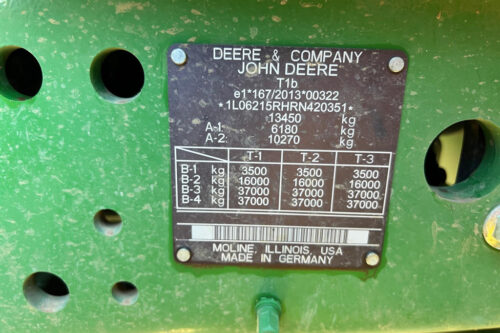 DEERE & COMPANY
JOHN DEERE
T1b
e1*167/2013*00322
*1L06215RHRN420351*
13450 kg
A-1: 6180 kg
A-2: 10270 kg
T-1 T-2 T-3
B-1 kg 3500 3500 3500
B-2 kg 16000 16000 16000
B-3 kg 37000 37000 37000
B-4 kg 37000 37000 37000
MOLINE, ILLINOIS, USA
MADE IN GERMANY